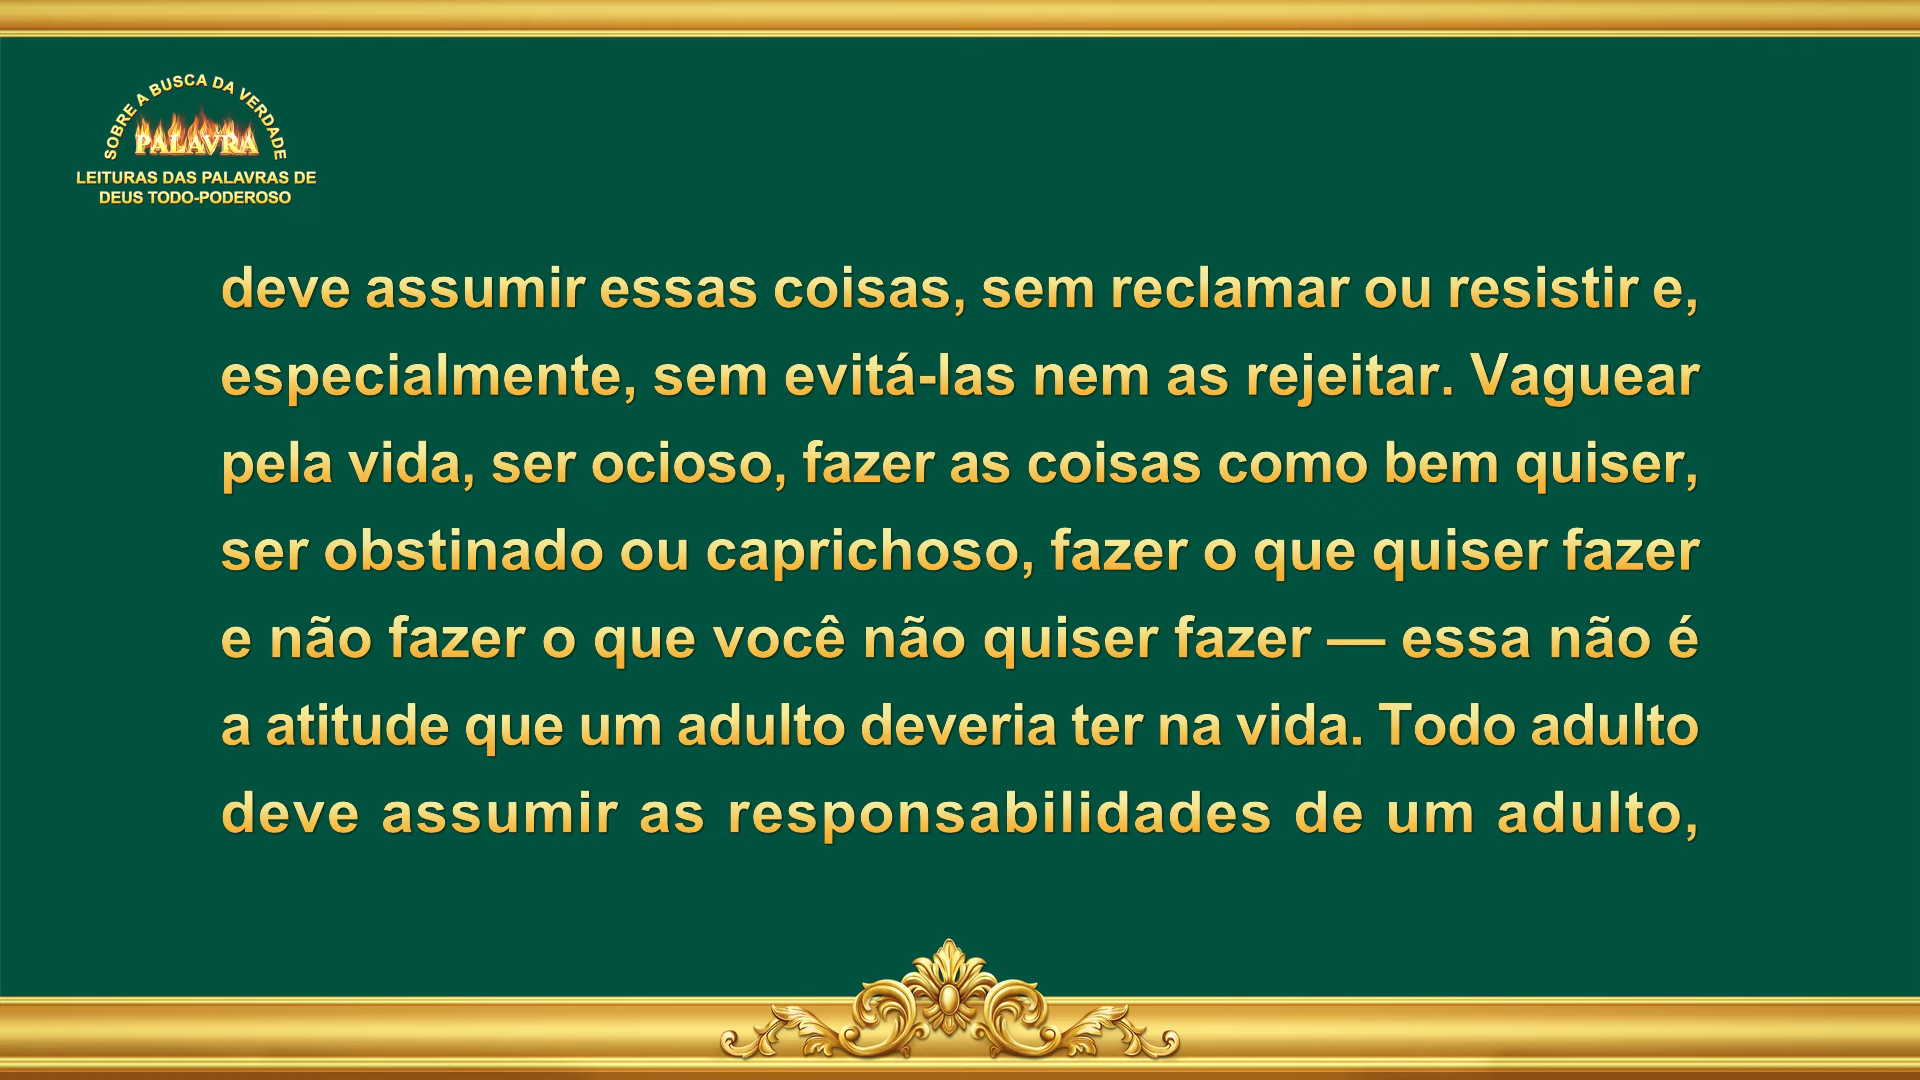 SOBRE A BUSCA DA VERDADE
PALAVRA
LEITURAS DAS PALAVRAS DE
DEUS TODO-PODEROSO
deve assumir essas coisas, sem reclamar ou resistir e,
especialmente, sem evitá-las nem as rejeitar. Vaguear
pela vida, ser ocioso, fazer as coisas como bem quiser,
ser obstinado ou caprichoso, fazer o que quiser fazer
e não fazer o que você não quiser fazer — essa não é
a atitude que um adulto deveria ter na vida. Todo adulto
deve assumir as responsabilidades de um adulto,